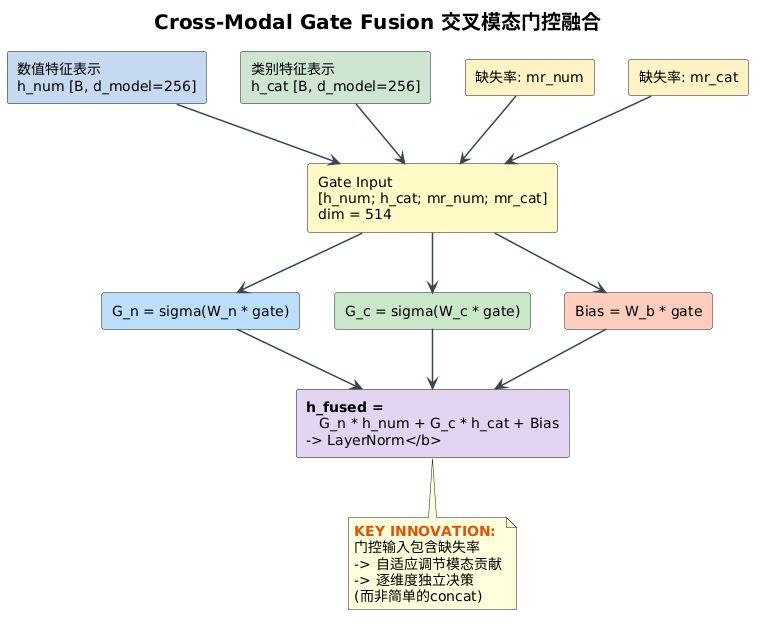 Cross-Modal Gate Fusion 交叉模态门控融合
数值特征表示
h_num [B, d_model=256]
类别特征表示
h_cat [B, d_model=256]
缺失率: mr_num
缺失率: mr_cat
Gate Input
[h_num; h_cat; mr_num; mr_cat]
dim = 514
G_n = sigma(W_n * gate)
G_c = sigma(W_c * gate)
Bias = W_b * gate
h_fused =
G_n * h_num + G_c * h_cat + Bias
-> LayerNorm</b>
KEY INNOVATION:
门控输入包含缺失率
-> 自适应调节模态贡献
-> 逐维度独立决策
(而非简单的concat)